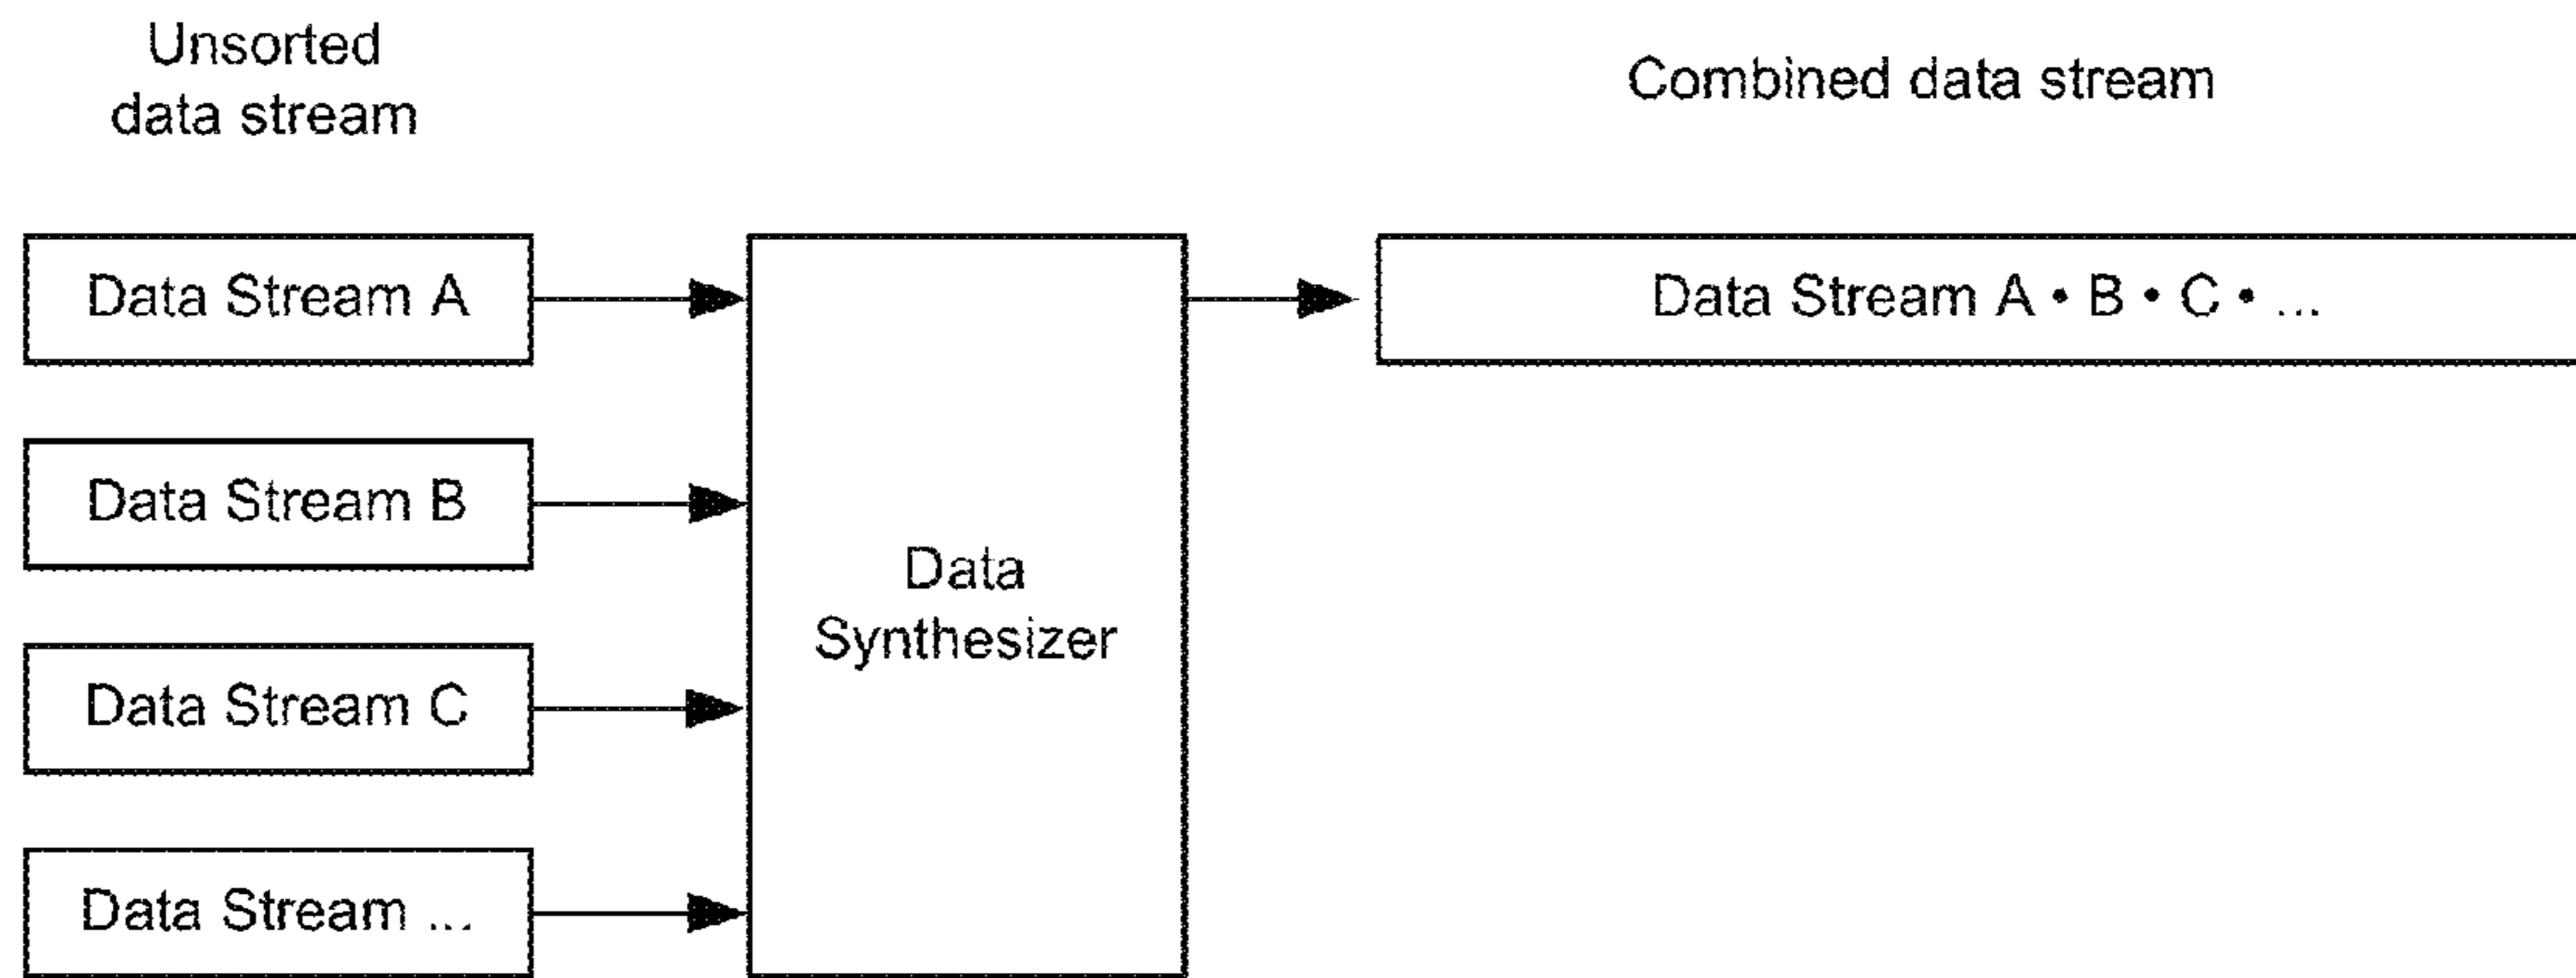 Unsorted
data stream
Combined data stream
Data Stream A
Data Stream A • B • C • ...
Data Stream B
Data
Synthesizer
Data Stream C
Data Stream ...